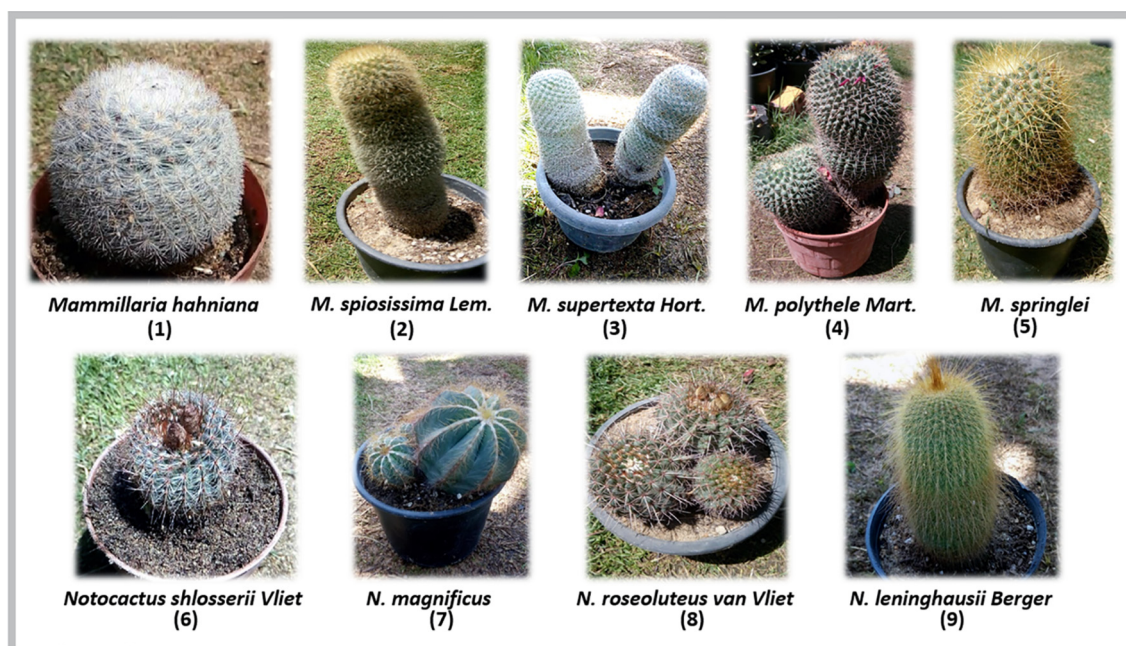 Mammillaria hahniana
(1)
M. spiosissima Lem.
(2)
M. supertexta Hort.
(3)
M. polythele Mart.
(4)
M. springlei
(5)
Notocactus shlosserii Vliet
(6)
N. magnificus
(7)
N. roseoluteus van Vliet
(8)
N. leninghausii Berger
(9)